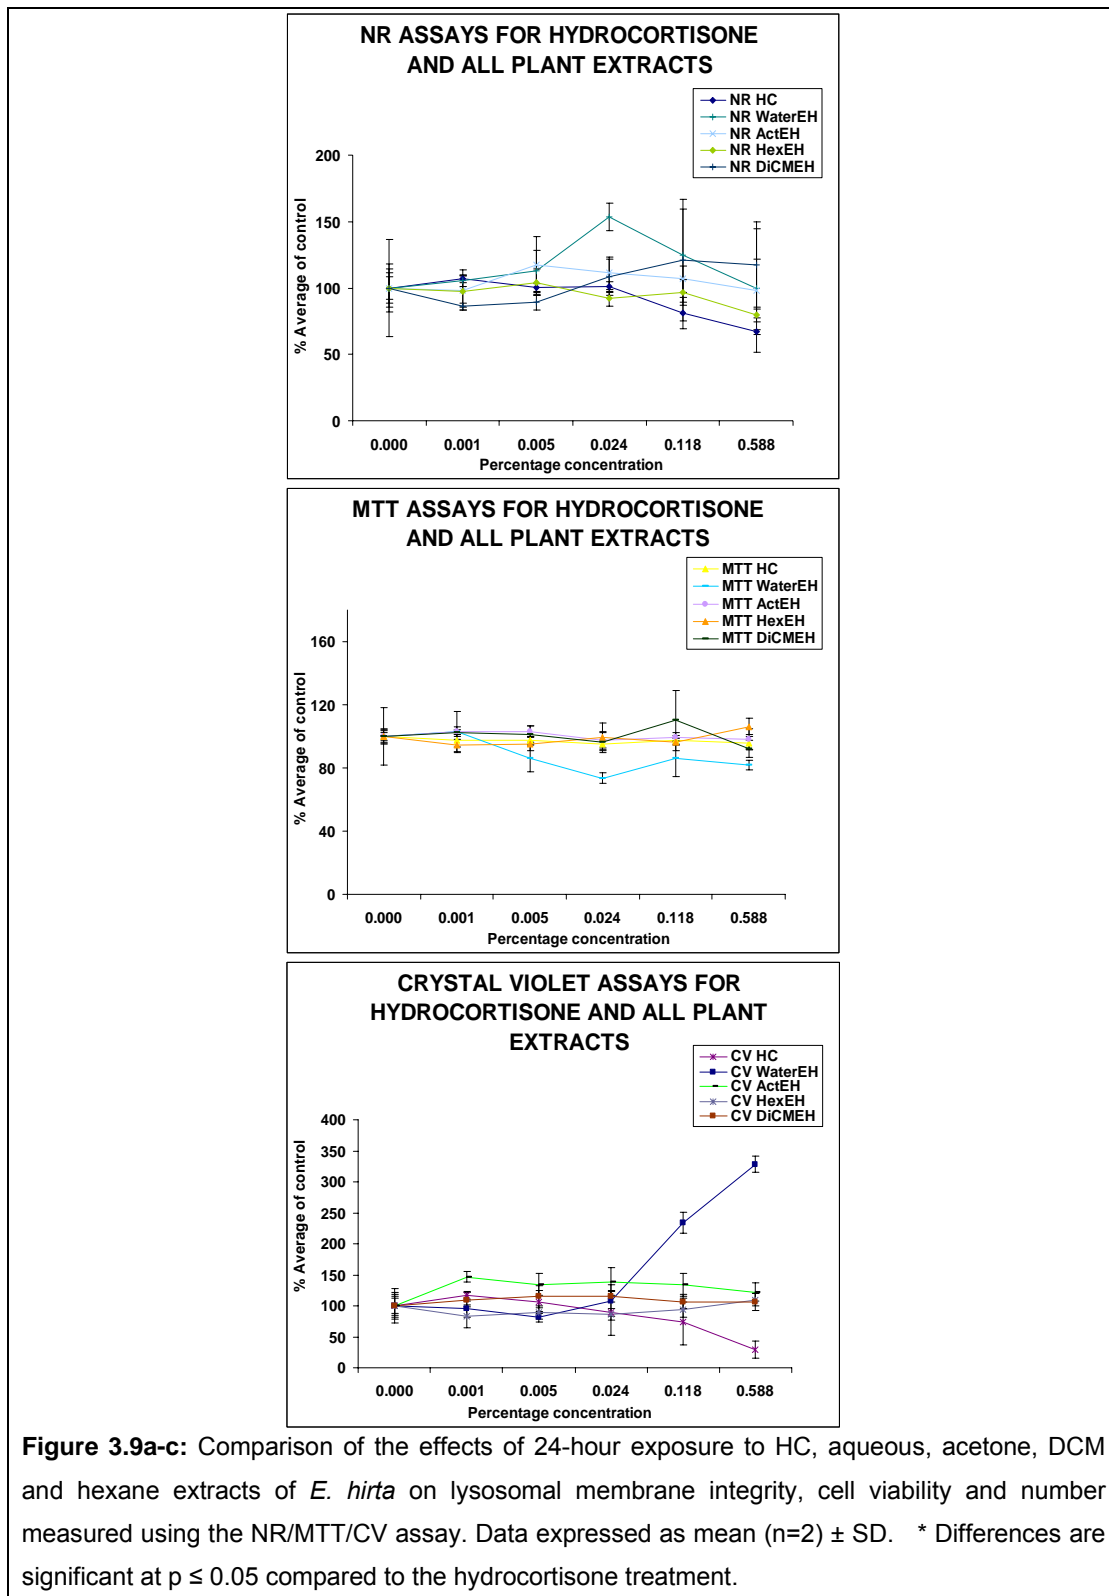 NR ASSAYS FOR HYDROCORTISONE
AND ALL PLANT EXTRACTS
NR HC
NR WaterEH
NR ActEH
NR HexEH
NR DiCMEH
% Average of control
200
150
100
50
0
0.000 0.001 0.005 0.024 0.118 0.588
Percentage concentration
MTT ASSAYS FOR HYDROCORTISONE
AND ALL PLANT EXTRACTS
MTT HC
MTT WaterEH
MTT ActEH
MTT HexEH
MTT DiCMEH
% Average of control
160
120
80
40
0
0.000 0.001 0.005 0.024 0.118 0.588
Percentage concentration
CRYSTAL VIOLET ASSAYS FOR
HYDROCORTISONE AND ALL PLANT
EXTRACTS
CV HC
CV WaterEH
CV ActEH
CV HexEH
CV DiCMEH
% Average of control
400
350
300
250
200
150
100
50
0
0.000 0.001 0.005 0.024 0.118 0.588
Percentage concentration
Figure 3.9a-c: Comparison of the effects of 24-hour exposure to HC, aqueous, acetone, DCM
and hexane extracts of E. hirta on lysosomal membrane integrity, cell viability and number
measured using the NR/MTT/CV assay. Data expressed as mean (n=2) ± SD. * Differences are
significant at p ≤ 0.05 compared to the hydrocortisone treatment.